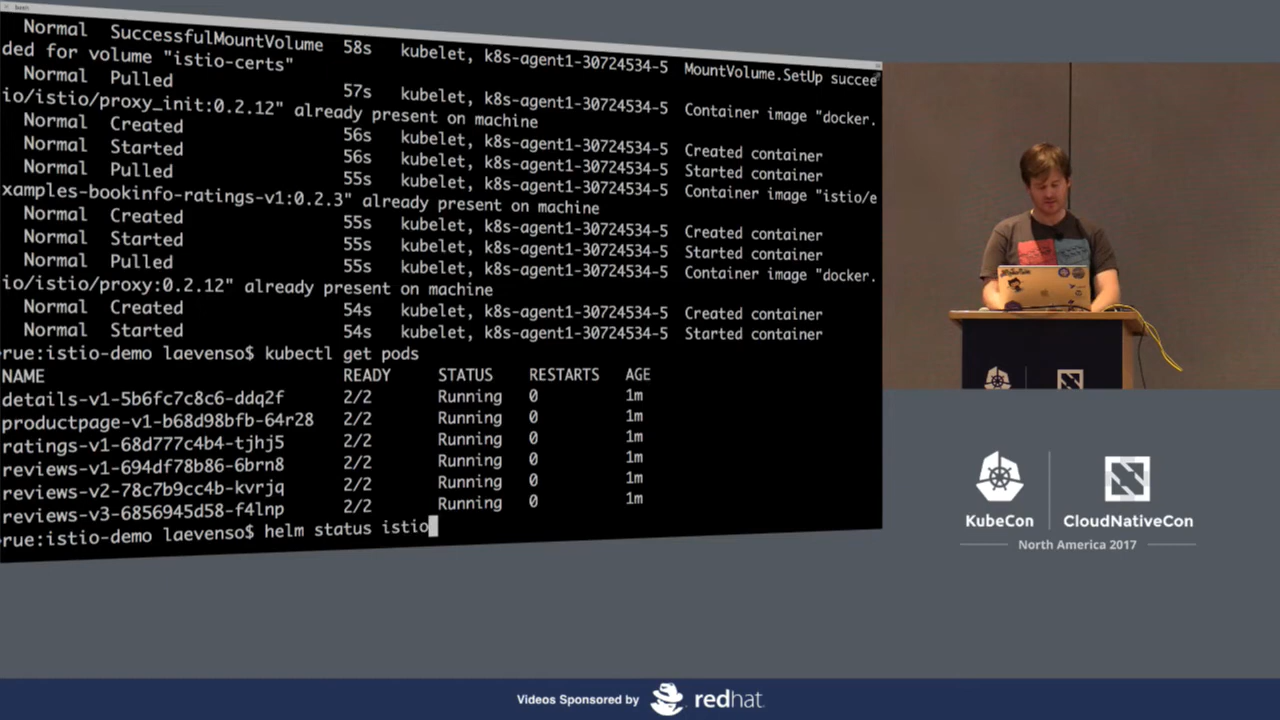 Normal SuccessfulMountVolume 58s kubelet, k8s-agent1-30724534-5 MountVolume.SetUp succee
ded for volume "istio-certs"
Normal Pulled 57s kubelet, k8s-agent1-30724534-5 Container image "docker.
io/istio/proxy_init:0.2.12" already present on machine
Normal Created 56s kubelet, k8s-agent1-30724534-5 Created container
Normal Started 56s kubelet, k8s-agent1-30724534-5 Started container
Normal Pulled 55s kubelet, k8s-agent1-30724534-5 Container image "istio/e
xamples-bookinfo-ratings-v1:0.2.3" already present on machine
Normal Created 55s kubelet, k8s-agent1-30724534-5 Created container
Normal Started 55s kubelet, k8s-agent1-30724534-5 Started container
Normal Pulled 55s kubelet, k8s-agent1-30724534-5 Container image "docker.
io/istio/proxy:0.2.12" already present on machine
Normal Created 54s kubelet, k8s-agent1-30724534-5 Created container
Normal Started 54s kubelet, k8s-agent1-30724534-5 Started container
rue:istio-demo laevenso$ kubectl get pods
NAME READY STATUS RESTARTS AGE
details-v1-5b6fc7c8c6-ddq2f 2/2 Running 0 1m
productpage-v1-b68d98bfb-64r28 2/2 Running 0 1m
ratings-v1-68d777c4b4-tjhj5 2/2 Running 0 1m
reviews-v1-694df78b86-6brn8 2/2 Running 0 1m
reviews-v2-78c7b9cc4b-kvrjq 2/2 Running 0 1m
reviews-v3-6856945d58-f4lnp 2/2 Running 0 1m
rue:istio-demo laevenso$ helm status istio
KubeCon CloudNativeCon
North America 2017
Videos Sponsored by redhat.